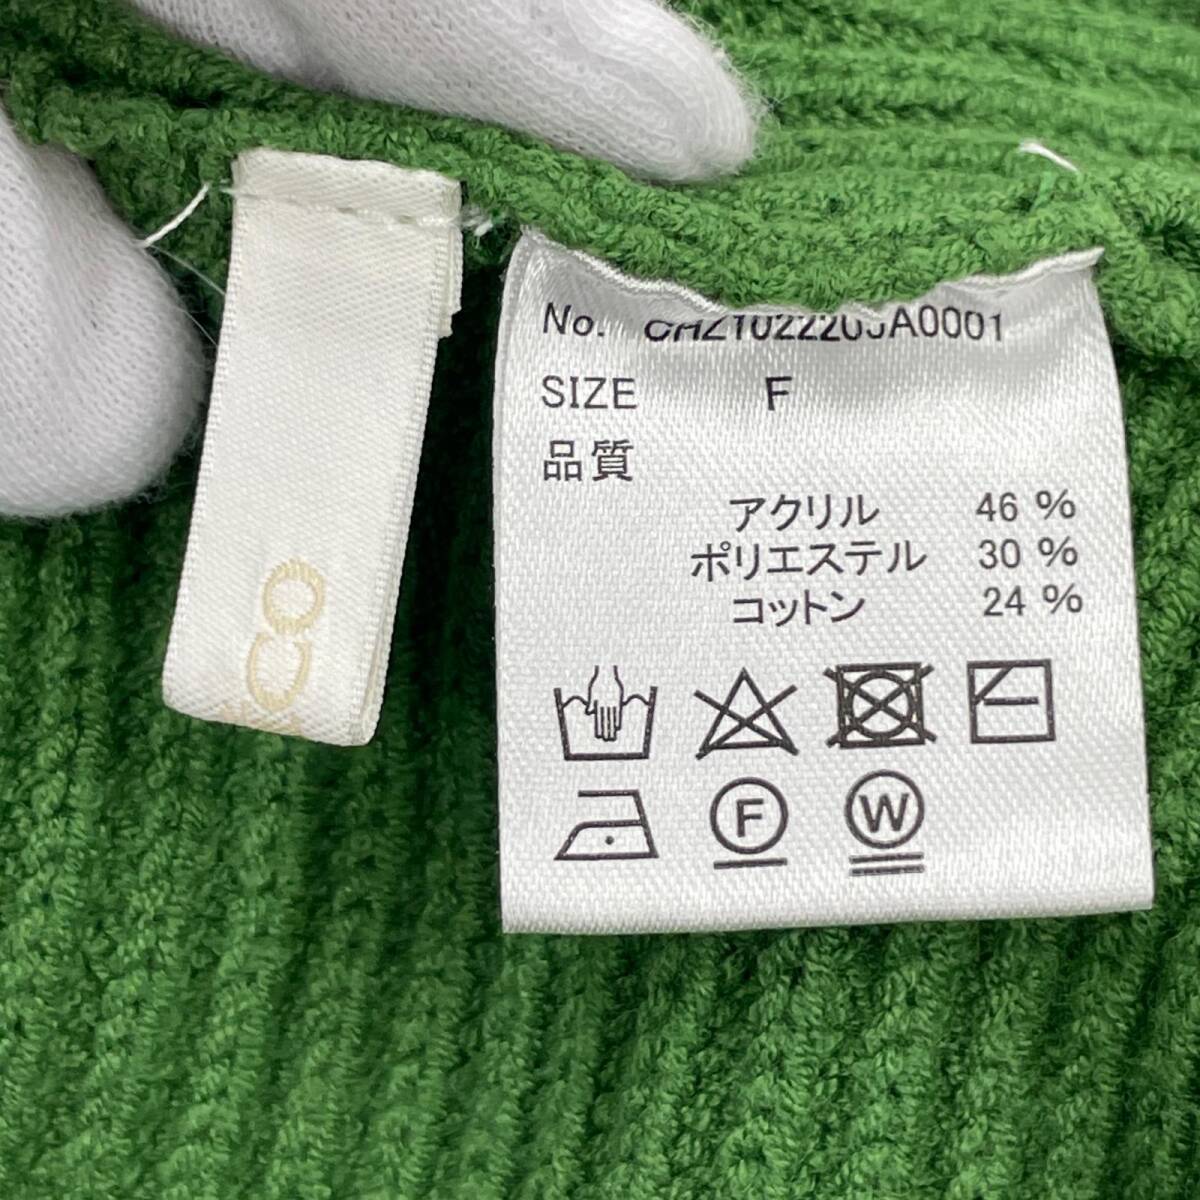 No.
SIZE F
品質
アクリル 46 %
ポリエステル 30 %
コットン 24 %
F W
CO